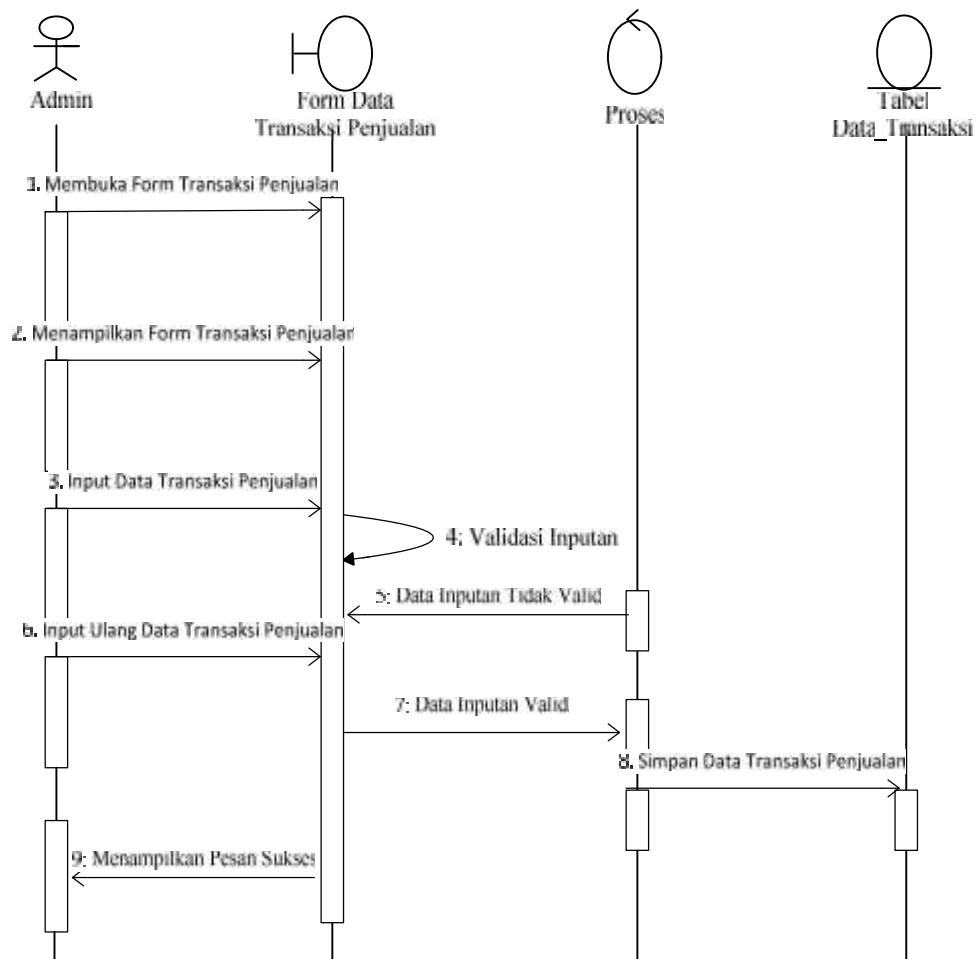 Admin
Form Data
Transaksi Penjualan
Proses
Tabel
Data_Transaksi
1. Membuka Form Transaksi Penjualan
2. Menampilkan Form Transaksi Penjualan
3. Input Data Transaksi Penjualan
4: Validasi Inputan
5: Data Inputan Tidak Valid
6. Input Ulang Data Transaksi Penjualan
7: Data Inputan Valid
8. Simpan Data Transaksi Penjualan
9: Menampilkan Pesan Sukses